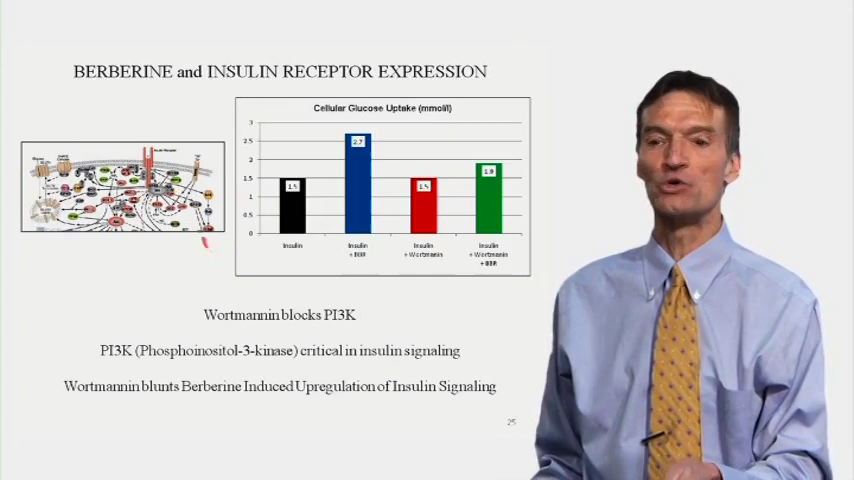 BERBERINE and INSULIN RECEPTOR EXPRESSION
Cellular Glucose Uptake (mmol/l)
3
2.5
2
1.5
1
0.5
0
1.5
2.7
1.5
1.9
Insulin
Insulin
+ BBR
Insulin
+ Wortmanin
Insulin
+ Wortmanin
+ BBR
Wortmannin blocks PI3K
PI3K (Phosphoinositol-3-kinase) critical in insulin signaling
Wortmannin blunts Berberine Induced Upregulation of Insulin Signaling
25